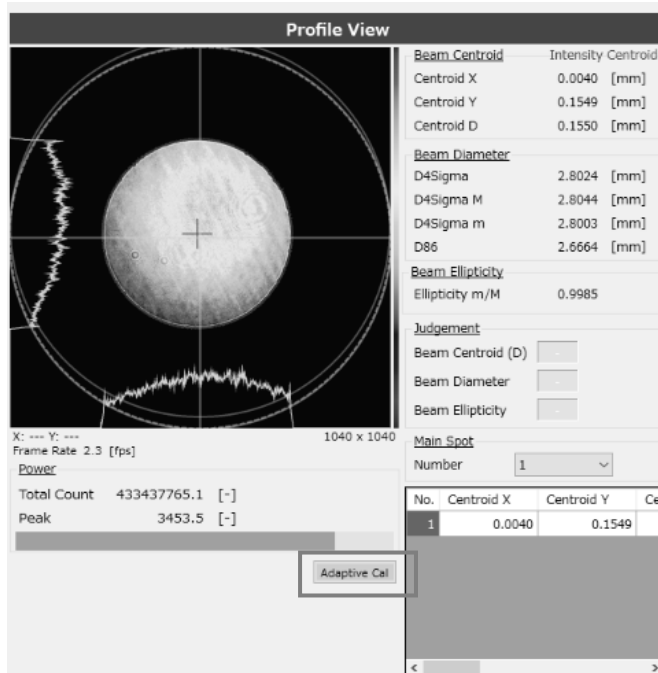 Profile View
Beam Centroid Intensity Centroid
Centroid X 0.0040 [mm]
Centroid Y 0.1549 [mm]
Centroid D 0.1550 [mm]
Beam Diameter
D4Sigma 2.8024 [mm]
D4Sigma M 2.8044 [mm]
D4Sigma m 2.8003 [mm]
D86 2.6664 [mm]
Beam Ellipticity
Ellipticity m/M 0.9985
Judgement
Beam Centroid (D) -
Beam Diameter -
Beam Ellipticity -
X: --- Y: --- 1040 x 1040
Frame Rate 2.3 [fps]
Power
Total Count 433437765.1 [-]
Peak 3453.5 [-]
Adaptive Cal
Main Spot
Number 1
No. Centroid X Centroid Y Ce
1 0.0040 0.1549